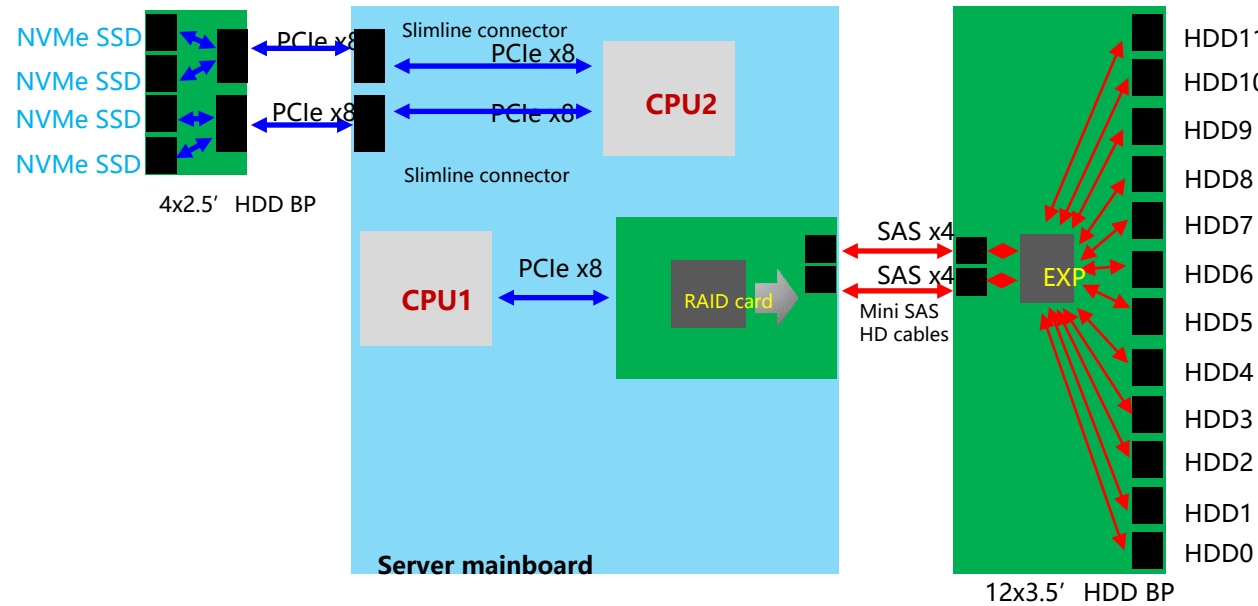 NVMe SSD
NVMe SSD
NVMe SSD
NVMe SSD
PCIe x8
PCIe x8
4x2.5′ HDD BP
Slimline connector
PCIe x8
PCIe x8
CPU2
Slimline connector
CPU1
PCIe x8
RAID card
Server mainboard
SAS x4
SAS x4
Mini SAS
HD cables
EXP
HDD11
HDD10
HDD9
HDD8
HDD7
HDD6
HDD5
HDD4
HDD3
HDD2
HDD1
HDD0
12x3.5′ HDD BP